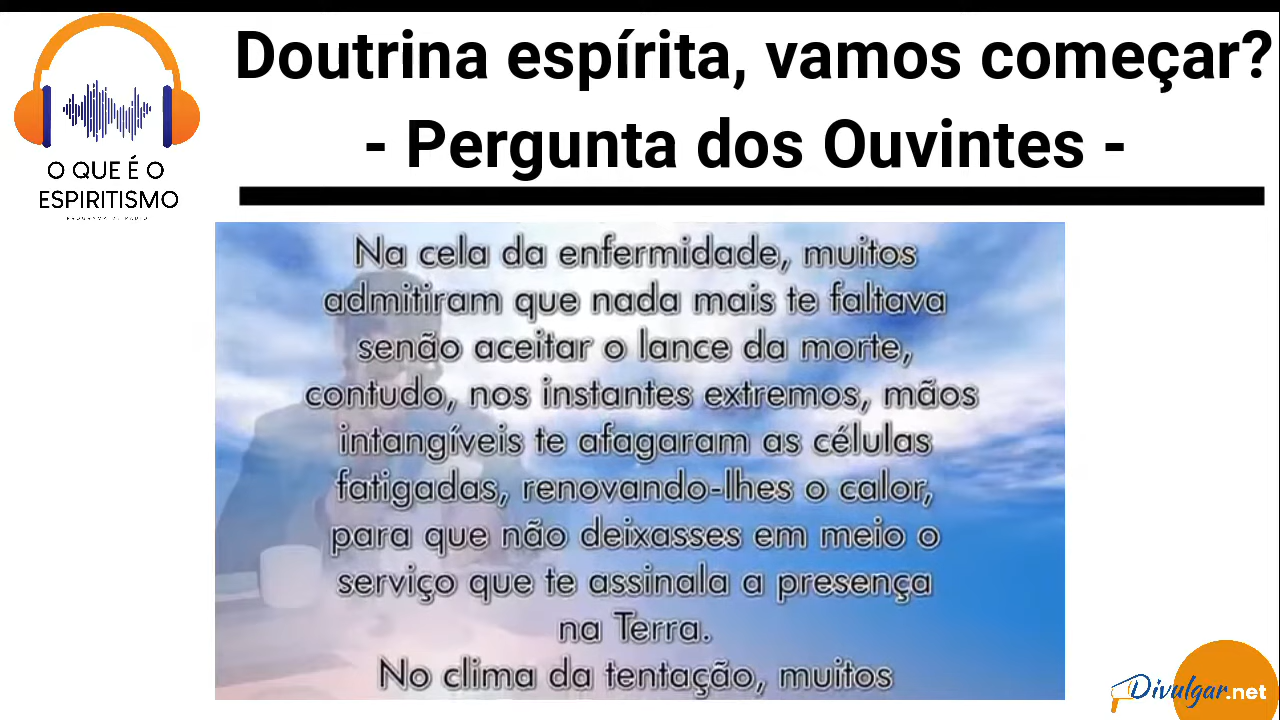 Doutrina espírita, vamos começar?
- Pergunta dos Ouvintes -
O QUE É O
ESPIRITISMO
Na cela da enfermidade, muitos
admitiram que nada mais te faltava
senão aceitar o lance da morte,
contudo, nos instantes extremos, mãos
intangíveis te afagaram as células
fatigadas, renovando-lhes o calor,
para que não deixasses em meio o
serviço que te assinala a presença
na Terra.
No clima da tentação, muitos
Divulgar.net